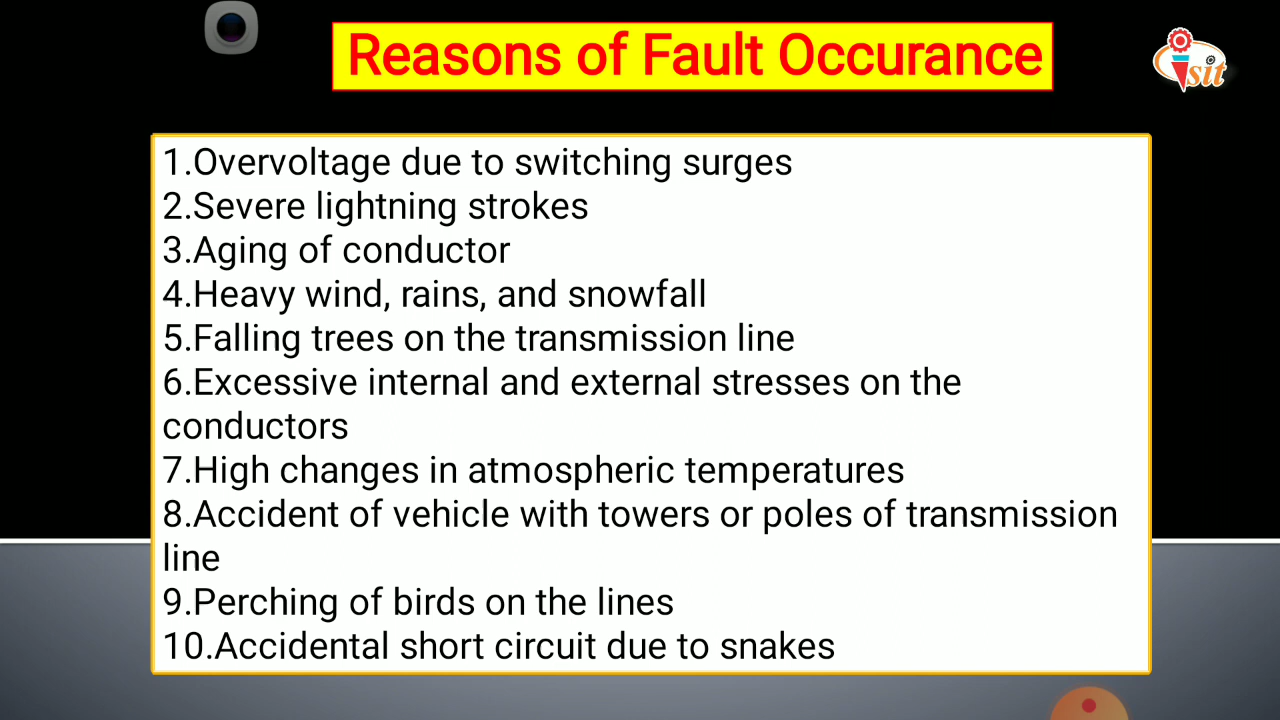 Reasons of Fault Occurance
sit
1.Overvoltage due to switching surges
2.Severe lightning strokes
3.Aging of conductor
4.Heavy wind, rains, and snowfall
5.Falling trees on the transmission line
6.Excessive internal and external stresses on the
conductors
7.High changes in atmospheric temperatures
8.Accident of vehicle with towers or poles of transmission
line
9.Perching of birds on the lines
10.Accidental short circuit due to snakes